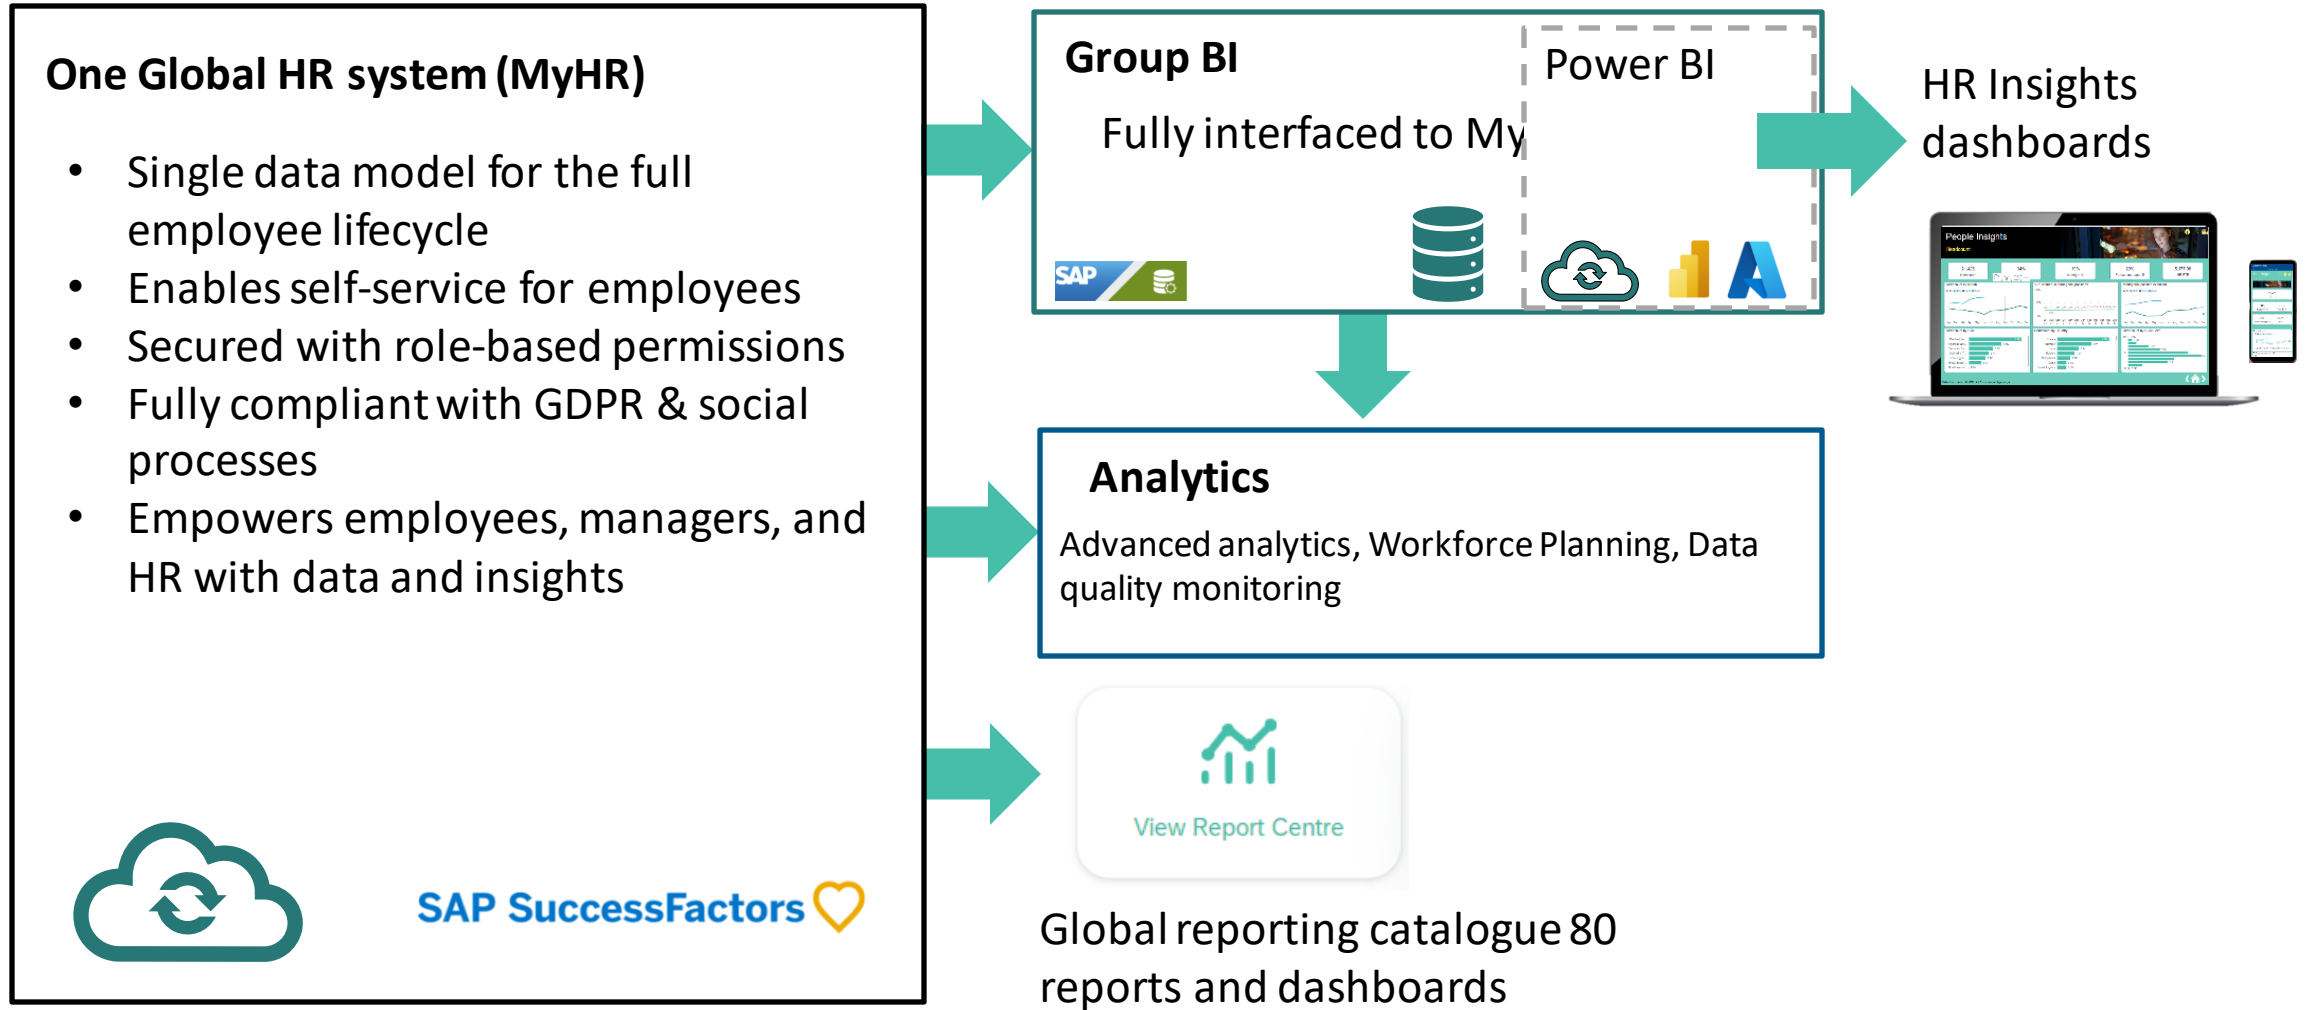 One Global HR system (MyHR)
• Single data model for the full
employee lifecycle
• Enables self-service for employees
• Secured with role-based permissions
• Fully compliant with GDPR & social
processes
• Empowers employees, managers, and
HR with data and insights
SAP SuccessFactors
Group BI
Fully interfaced to My
SAP
Power BI
HR Insights
dashboards
People Insights
Headcount
Analytics
Advanced analytics, Workforce Planning, Data
quality monitoring
View Report Centre
Global reporting catalogue 80
reports and dashboards